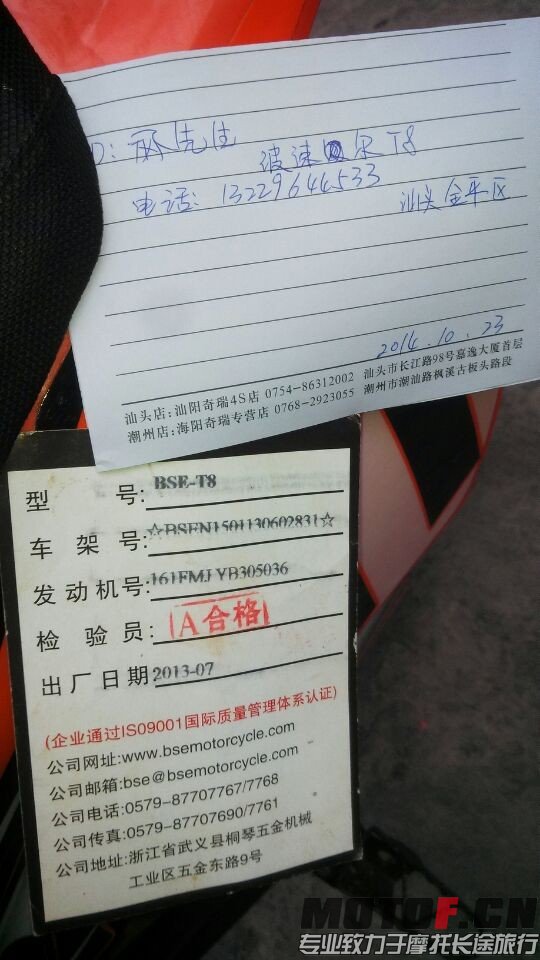 D: 先生
波速尔T8
电话: 13229644533
汕头金平区
2014.10.23
汕头店:汕阳奇瑞4S店 0754-86312002 汕头市长江路98号嘉逸大厦首层
潮州店:海阳奇瑞专营店 0768-2923055 潮州市潮汕路枫溪古板头路段
型 号: BSE-T8
车 架 号: ☆BSEN1501130602831☆
发动机号: 161FMJ YB305036
检 验 员: A合格
出厂日期: 2013-07
(企业通过ISO9001国际质量管理体系认证)
公司网址:www.bsemotorcycle.com
公司邮箱:bse@bsemotorcycle.com
公司电话:0579-87707767/7768
公司传真:0579-87707690/7761
公司地址:浙江省武义县桐琴五金机械
工业区五金东路9号
MOTOF.CN
专业致力于摩托长途旅行